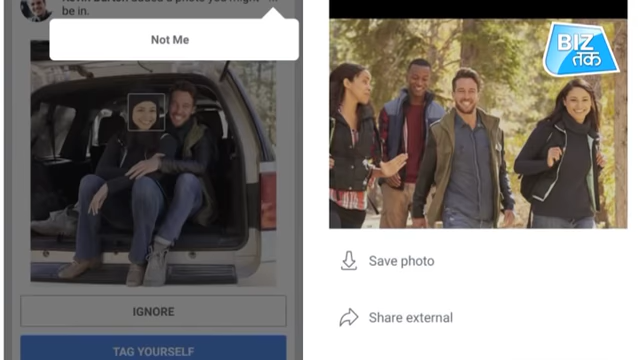 be in.
Not Me
IGNORE
TAG YOURSELF
BIZ
तक
Save photo
Share external